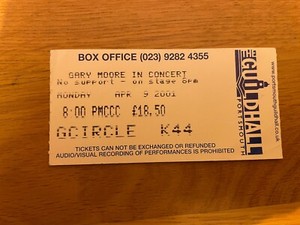 BOX OFFICE (023) 9282 4355
GARY MOORE IN CONCERT
No support - on stage 8pm
MONDAY APR 9 2001
8:00 PMCCC £18.50
GCIRCLE K44
TICKETS CAN NOT BE EXCHANGED OR REFUNDED
AUDIO/VISUAL RECORDING OF PERFORMANCES IS PROHIBITED
THE
GUILDHALL
PORTSMOUTH